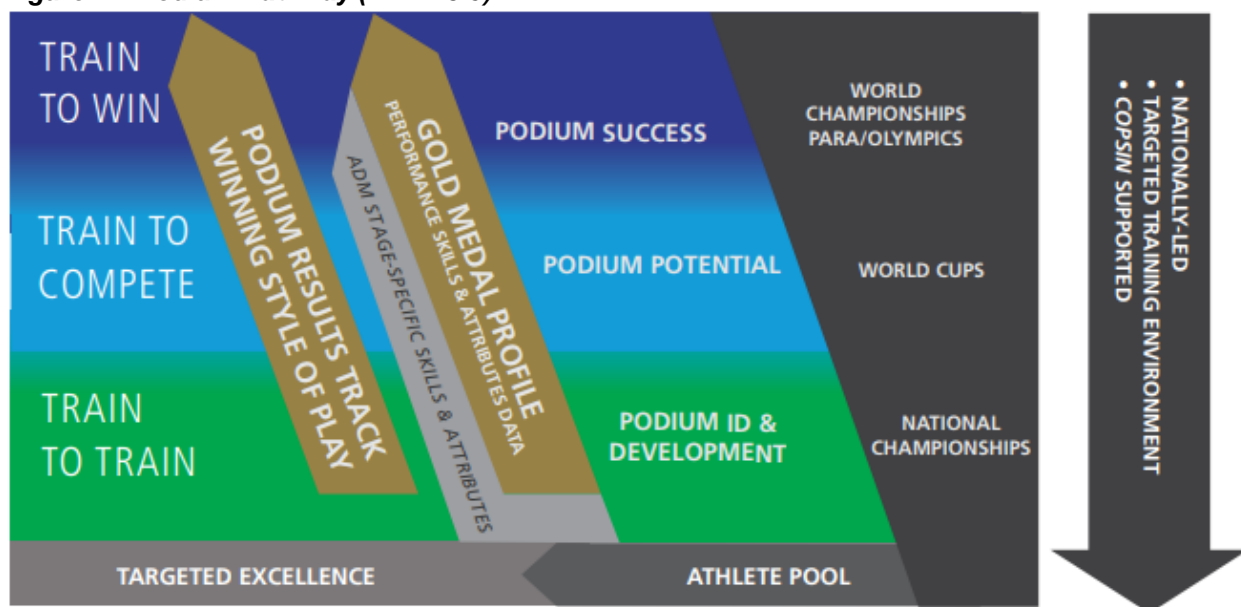 TRAIN
TO WIN
TRAIN TO
COMPETE
TRAIN
TO TRAIN
PODIUM RESULTS TRACK
WINNING STYLE OF PLAY
GOLD MEDAL PROFILE
PERFORMANCE SKILLS & ATTRIBUTES DATA
ADM STAGE-SPECIFIC SKILLS & ATTRIBUTES
PODIUM SUCCESS
PODIUM POTENTIAL
PODIUM ID &
DEVELOPMENT
WORLD
CHAMPIONSHIPS
PARA/OLYMPICS
WORLD CUPS
NATIONAL
CHAMPIONSHIPS
• NATIONALLY-LED
• TARGETED TRAINING ENVIRONMENT
• COPSIN SUPPORTED
TARGETED EXCELLENCE
ATHLETE POOL